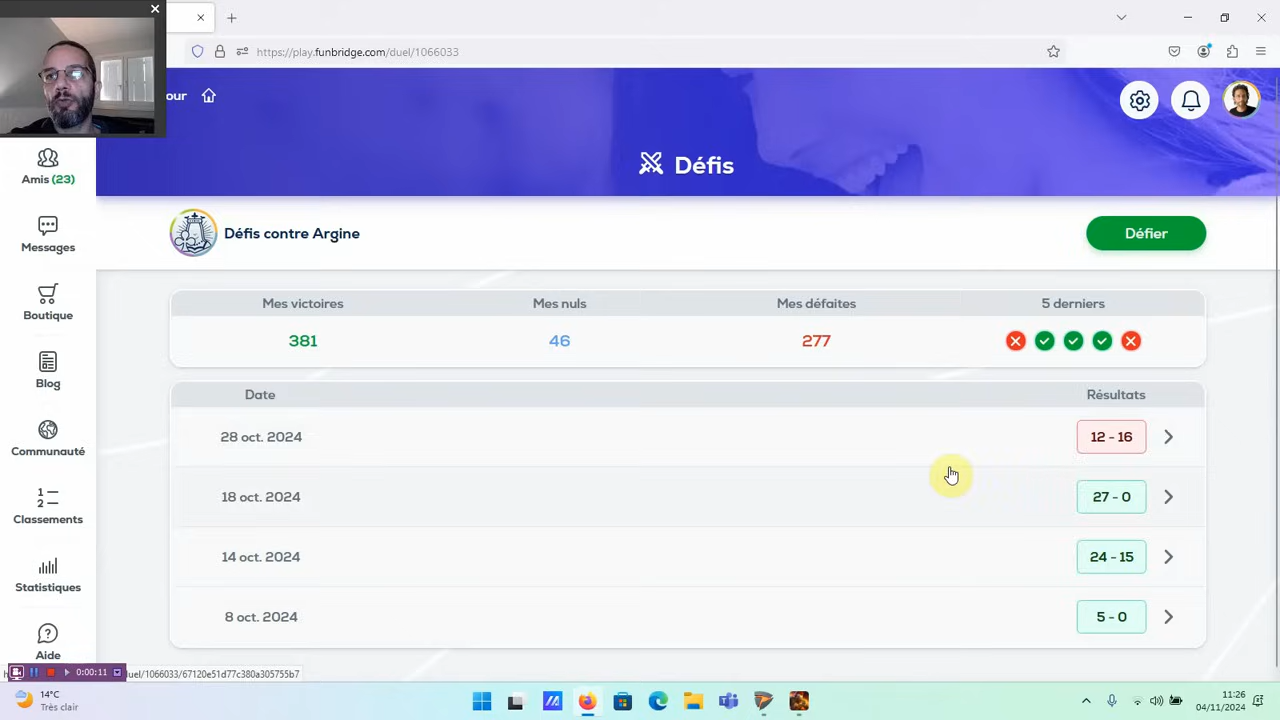 https://play.funbridge.com/duel/1066033
our
Défis
Amis (23)
Défis contre Argine
Défier
Messages
Mes victoires
Mes nuls
Mes défaites
5 derniers
Boutique
381
46
277
Blog
Date
Résultats
28 oct. 2024
12 - 16
Communauté
18 oct. 2024
27 - 0
Classements
14 oct. 2024
24 - 15
Statistiques
8 oct. 2024
5 - 0
Aide
0:00:11
duel/1066033/67120e51d77c380a305755b7
14°C
Très clair
11:26
04/11/2024